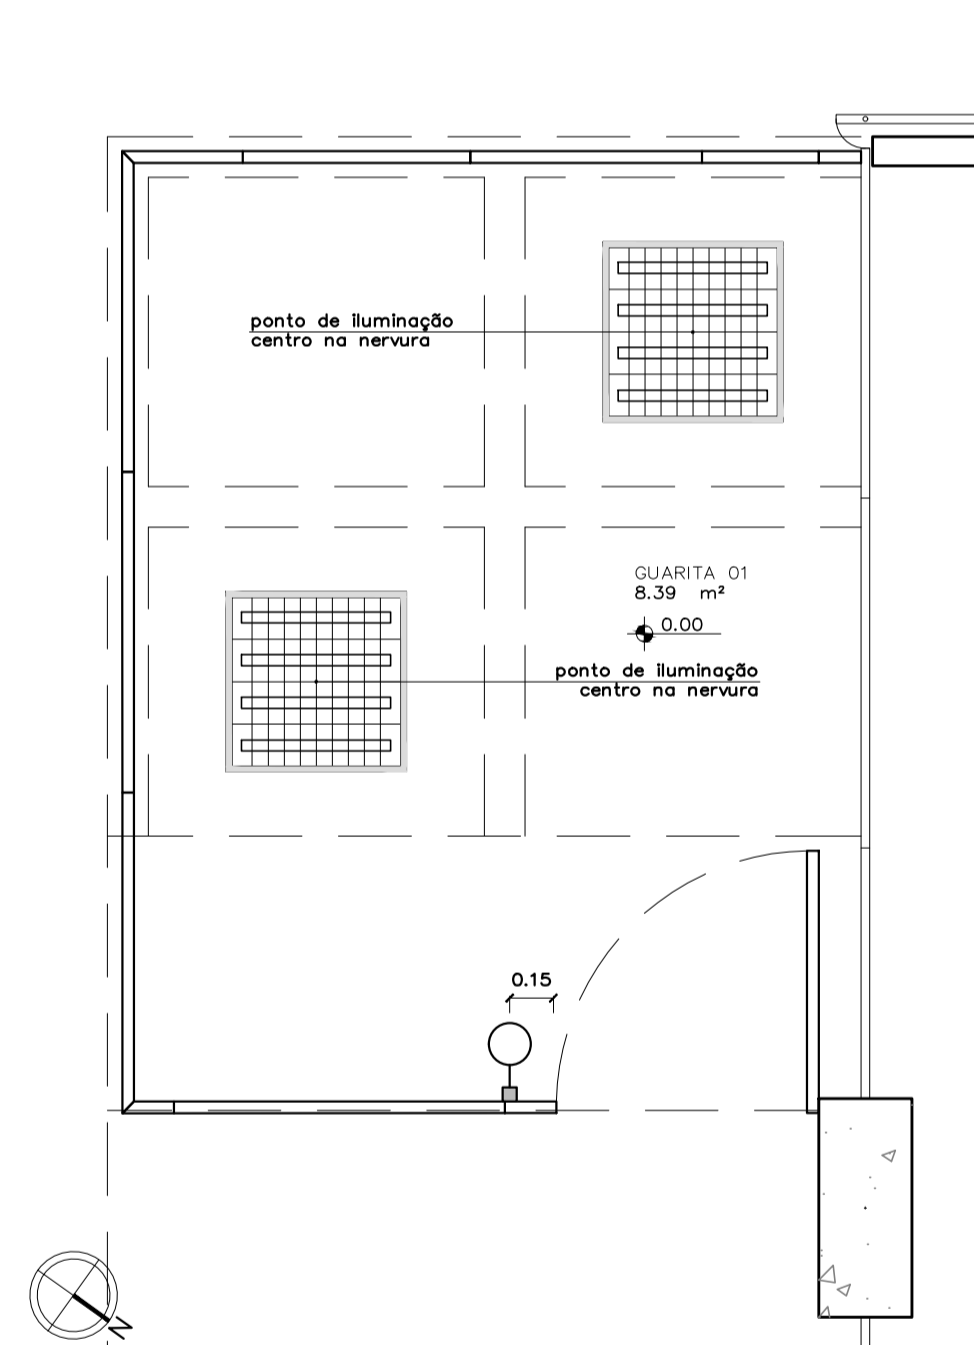 ponto de iluminação
centro na nervura
GUARITA 01
8.39 m²
0.00
ponto de iluminação
centro na nervura
0.15
N